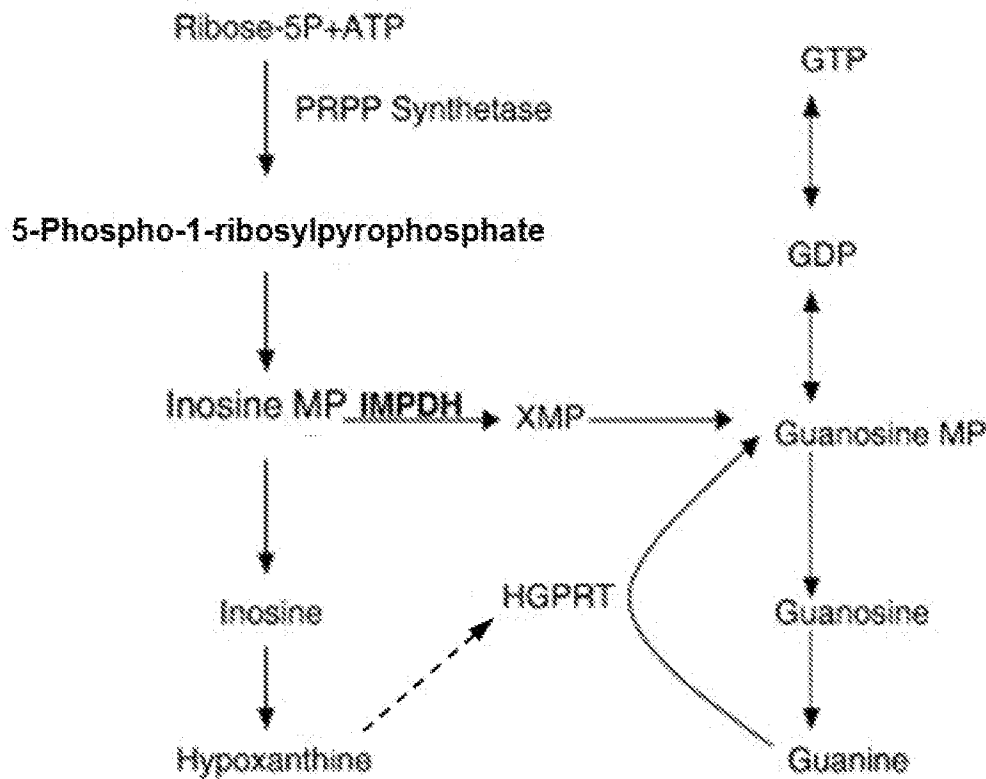 Ribose-5P+ATP
GTP
PRPP Synthetase
5-Phospho-1-ribosylpyrophosphate
GDP
Inosine MP IMPDH XMP
Guanosine MP
HGPRT
Inosine
Guanosine
Hypoxanthine
Guanine